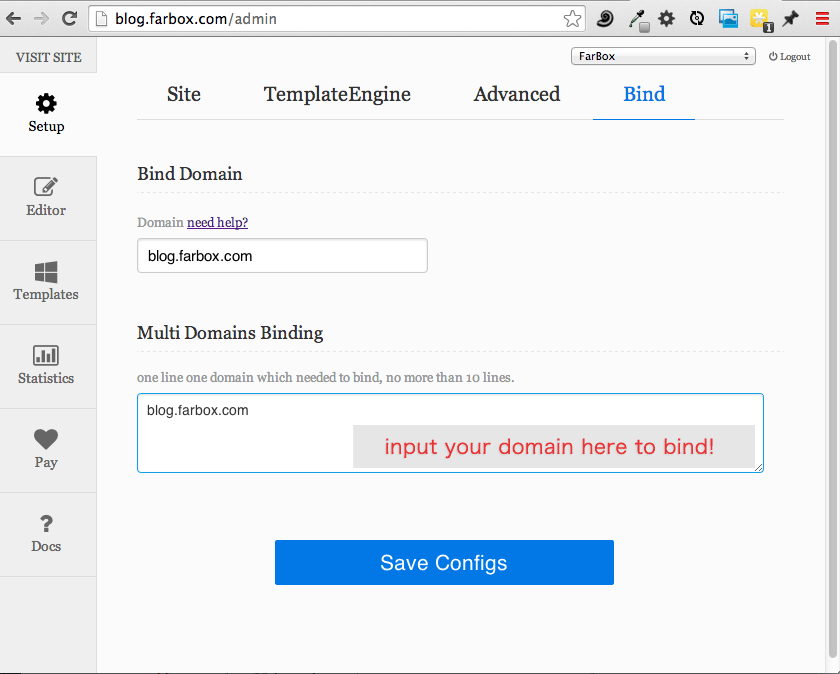 blog.farbox.com/admin
1
VISIT SITE
FarBox
Logout
Site TemplateEngine Advanced Bind
Setup
Editor
Templates
Statistics
Pay
? Docs
Bind Domain
Domain need help?
blog.farbox.com
Multi Domains Binding
one line one domain which needed to bind, no more than 10 lines.
blog.farbox.com
input your domain here to bind!
Save Configs